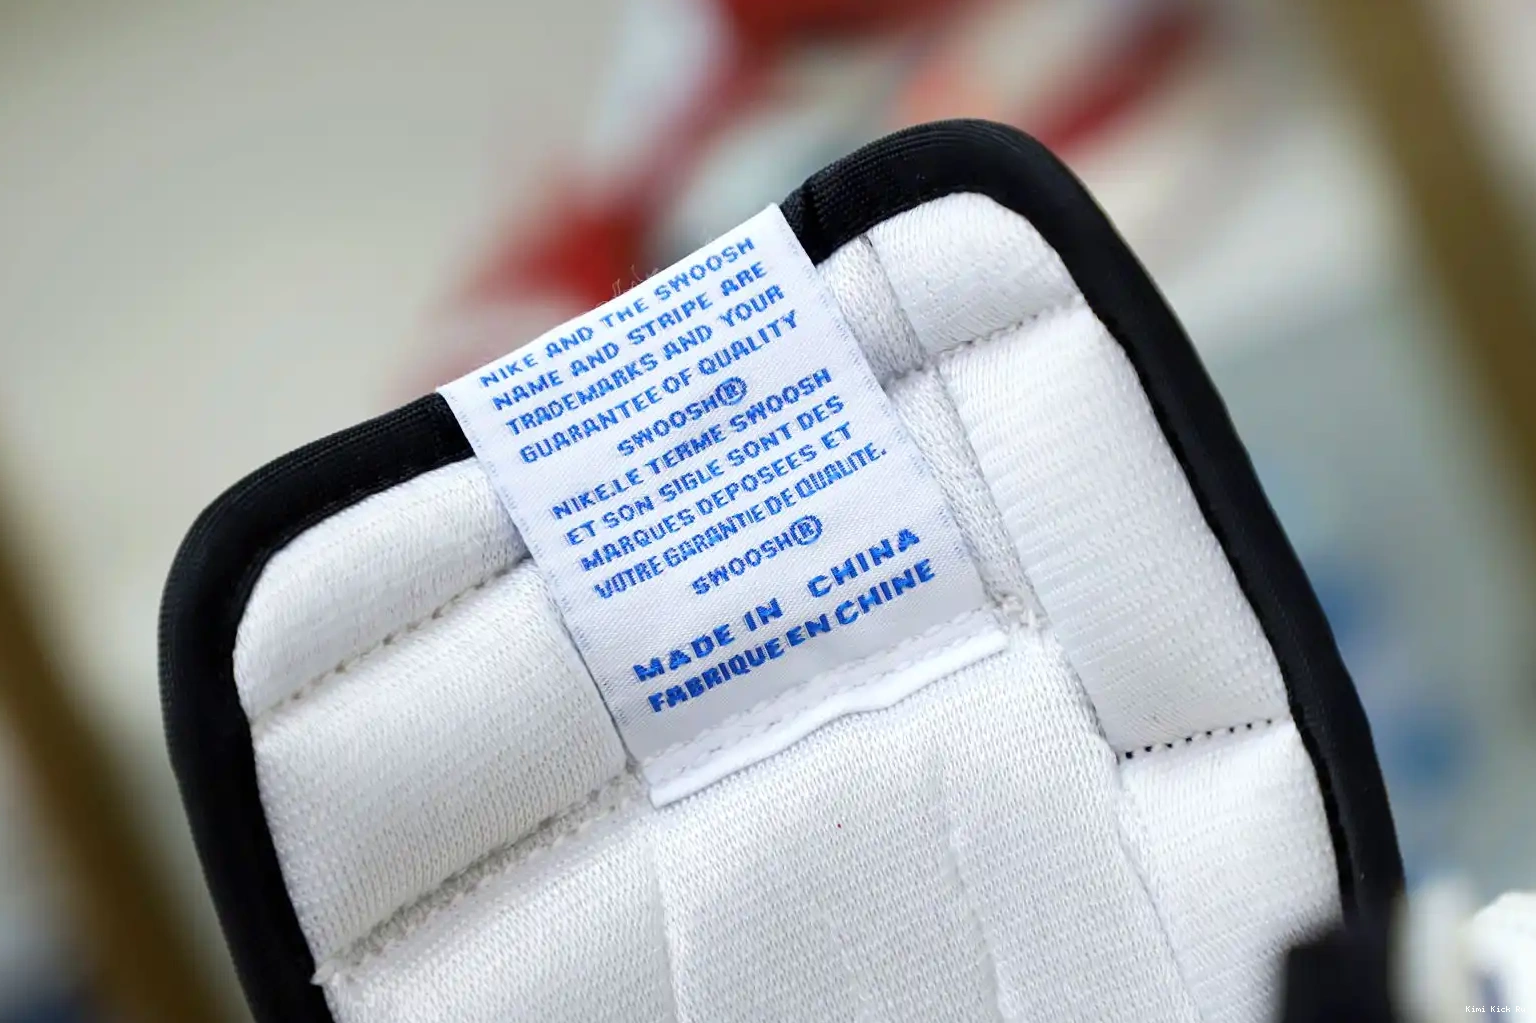 NIKE AND THE SWOOSH
NAME AND STRIPE ARE
TRADEMARKS AND YOUR
GUARANTEE OF QUALITY
SWOOSH®
NIKE.LE TERME SWOOSH
ET SON SIGLE SONT DES
MARQUES DEPOSEES ET
VOTRE GARANTIE DE QUALITE.
SWOOSH®
MADE IN CHINA
FABRIQUE EN CHINE
Kimi Kick